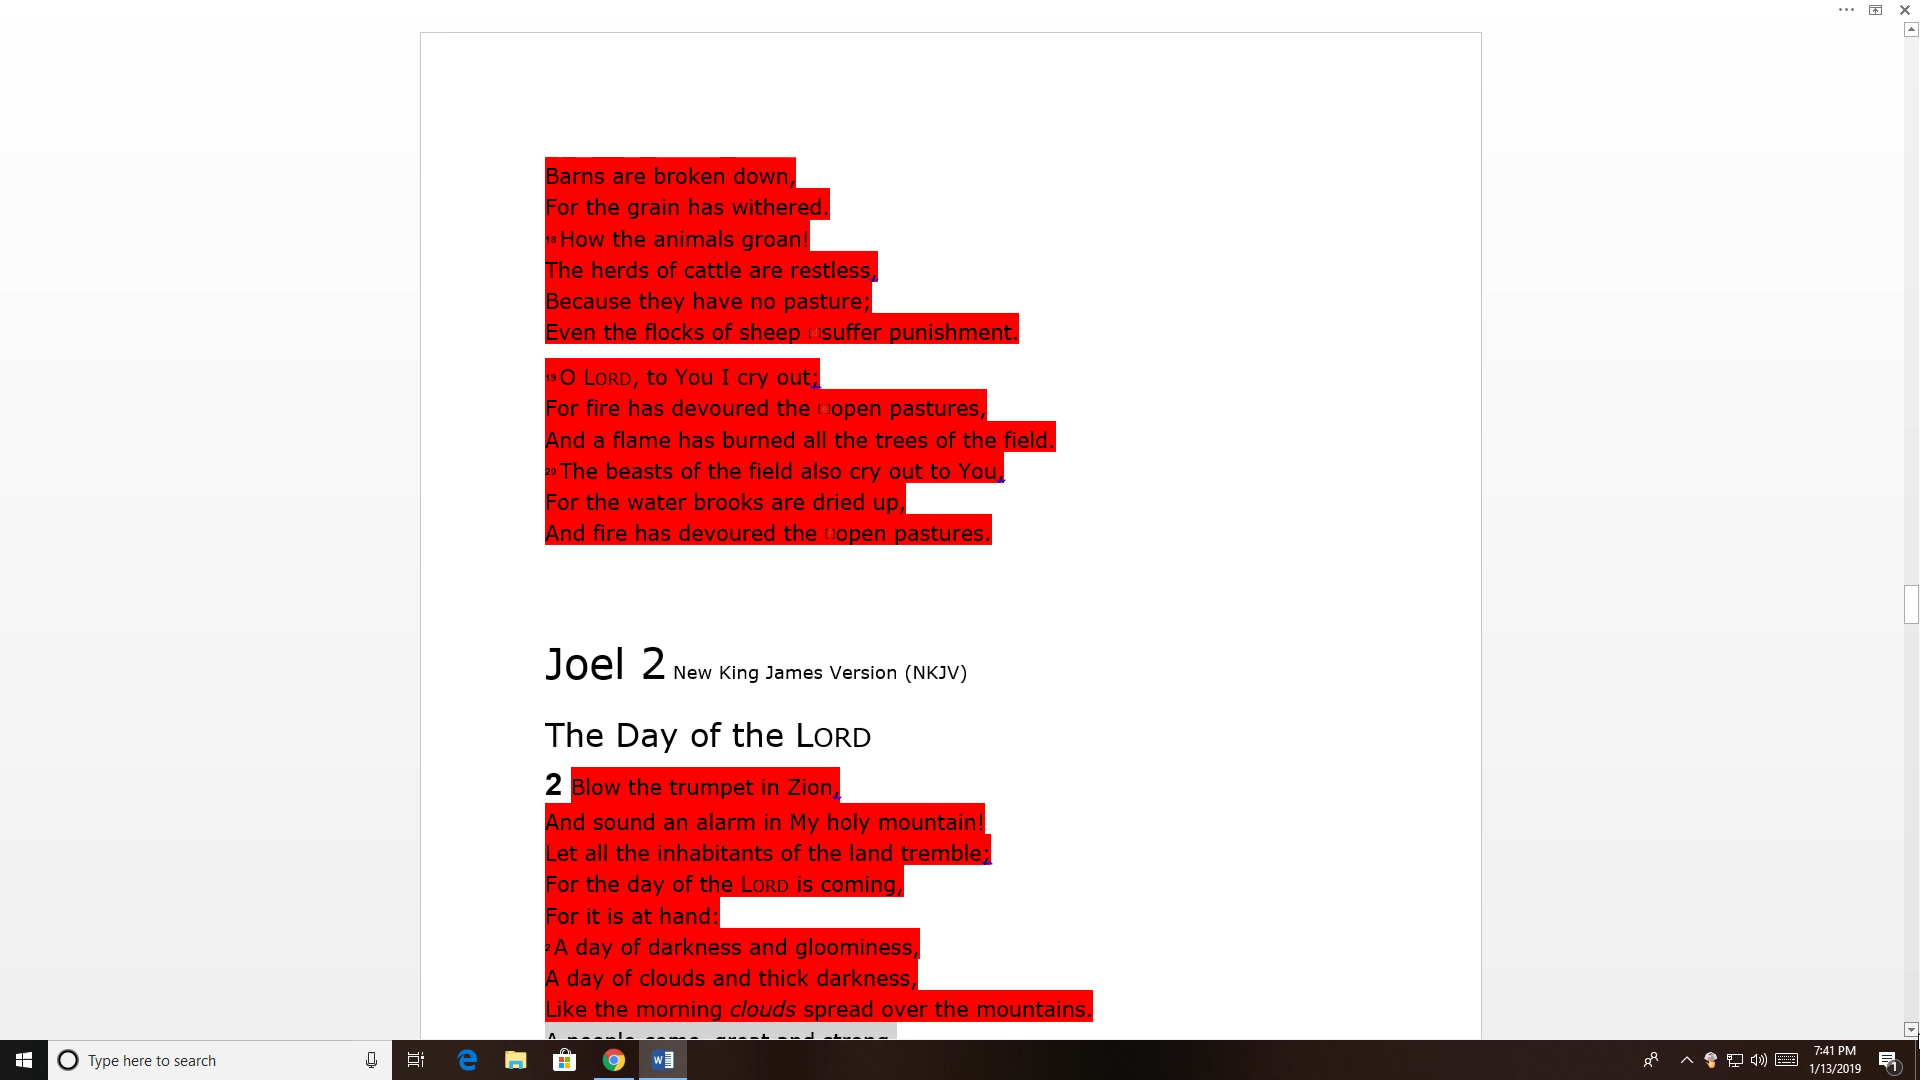 Barns are broken down,
For the grain has withered.
18 How the animals groan!
The herds of cattle are restless,
Because they have no pasture;
Even the flocks of sheep suffer punishment.
19 O LORD, to You I cry out;
For fire has devoured the open pastures,
And a flame has burned all the trees of the field.
20 The beasts of the field also cry out to You,
For the water brooks are dried up,
And fire has devoured the open pastures.
Joel 2 New King James Version (NKJV)
The Day of the LORD
2 Blow the trumpet in Zion,
And sound an alarm in My holy mountain!
Let all the inhabitants of the land tremble;
For the day of the LORD is coming,
For it is at hand:
2 A day of darkness and gloominess,
A day of clouds and thick darkness,
Like the morning clouds spread over the mountains.
A people come, great and strong,
Type here to search
7:41 PM
1/13/2019
1